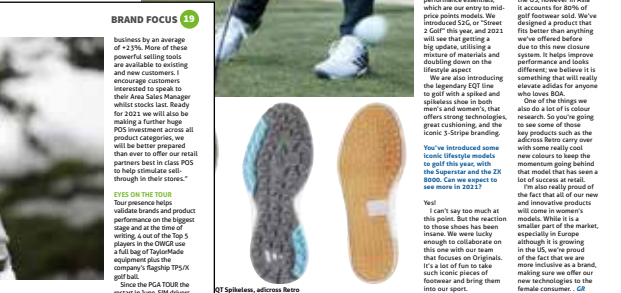 BRAND FOCUS 19
business by an average
of +23%. More of these
powerful selling tools
are available to existing
and new customers. I
encourage customers
interested to speak to
their Area Sales Manager
whilst stocks last. Ready
for 2021 we will also be
making a further huge
POS investment across all
product categories, we
will be better prepared
than ever to offer our retail
partners best in class POS
to help stimulate sell-
through in their stores."
EYES ON THE TOUR
Tour presence helps
validate brands and product
performance on the biggest
stage and at the time of
writing, 4 out of the Top 5
players in the OWGR use
a full bag of TaylorMade
equipment plus the
company's flagship TP5/X
golf ball.
Since the PGA TOUR the
restart in June, SIM drivers
QT Spikeless, adicross Retro
performance essentials,
which are our entry to mid-
price points models. We
introduced S2G, or "Street
2 Golf" this year, and 2021
will see that getting a
big update, utilising a
mixture of materials and
doubling down on the
lifestyle aspect
We are also introducing
the legendary EQT line
to golf with a spiked and
spikeless shoe in both
men's and women's, that
offers strong technologies,
great cushioning, and the
iconic 3-Stripe branding.
You've introduced some
iconic lifestyle models
to golf this year, with
the Superstar and the ZX
8000. Can we expect to
see more in 2021?
Yes!
I can't say too much at
this point. But the reaction
to those shoes has been
insane. We were lucky
enough to collaborate on
this one with our team
that focuses on Originals.
It's a lot of fun to take
such iconic pieces of
footwear and bring them
into our sport.
the US, however in Asia
it accounts for 80% of
golf footwear sold. We've
designed a product that
fits better than anything
we've offered before
due to this new closure
system. It helps improve
performance and looks
different; we believe it is
something that will really
elevate adidas for anyone
who loves BOA.
One of the things we
also do a lot of is colour
research. So you're going
to see some of those
key products such as the
adicross Retro carry over
with some really cool
new colours to keep the
momentum going behind
that model that has seen a
lot of success at retail.
I'm also really proud of
the fact that all of our new
and innovative products
will come in women's
models. While it is a
smaller part of the market,
especially in Europe
although it is growing
in the US, we're proud
of the fact that we are
more inclusive as a brand,
making sure we offer our
new technologies to the
female consumer. . GR